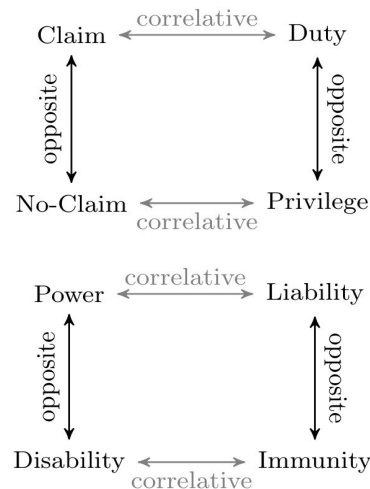 correlative
Claim Duty
opposite opposite
No-Claim Privilege
correlative
correlative
Power Liability
opposite opposite
Disability Immunity
correlative